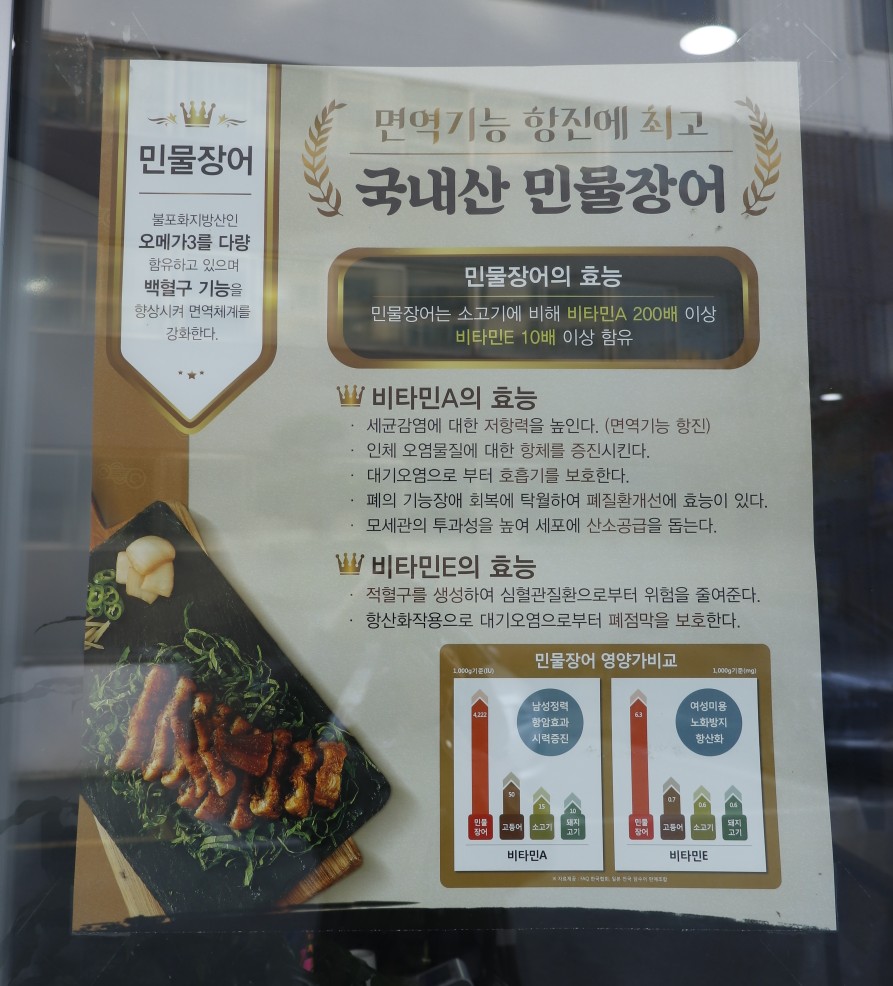 민물장어
불포화지방산인
오메가3를 다량
함유하고 있으며
백혈구 기능을
향상시켜 면역체계를
강화한다.
면역기능 항진에 최고
국내산 민물장어
민물장어의 효능
민물장어는 소고기에 비해 비타민A 200배 이상
비타민E 10배 이상 함유
비타민A의 효능
· 세균감염에 대한 저항력을 높인다. (면역기능 항진)
· 인체 오염물질에 대한 항체를 증진시킨다.
· 대기오염으로 부터 호흡기를 보호한다.
· 폐의 기능장애 회복에 탁월하여 폐질환개선에 효능이 있다.
· 모세관의 투과성을 높여 세포에 산소공급을 돕는다.
비타민E의 효능
· 적혈구를 생성하여 심혈관질환으로부터 위험을 줄여준다.
· 항산화작용으로 대기오염으로부터 폐점막을 보호한다.
민물장어 영양가비교
1,000g기준(IU)
4,222
50
15
10
남성정력
항암효과
시력증진
민물
장어
고등어
소고기
돼지
고기
비타민A
1,000g기준(mg)
6.3
0.7
0.6
0.6
여성미용
노화방지
항산화
민물
장어
고등어
소고기
돼지
고기
비타민E